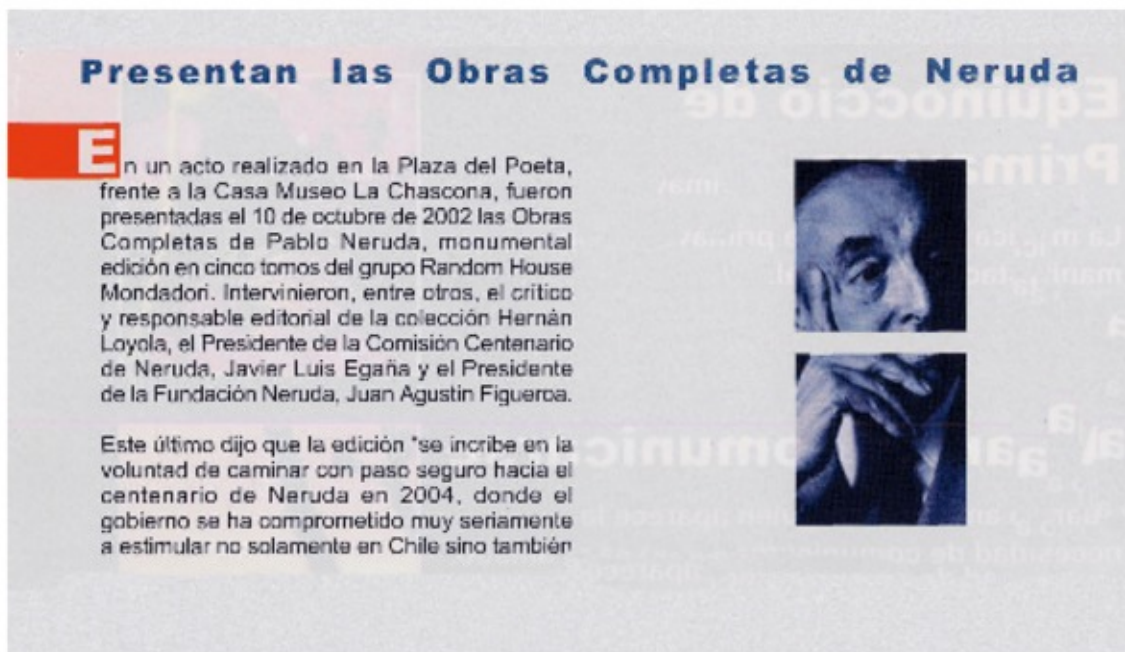 Presentan las Obras Completas de Neruda
En un acto realizado en la Plaza del Poeta,
frente a la Casa Museo La Chascona, fueron
presentadas el 10 de octubre de 2002 las Obras
Completas de Pablo Neruda, monumental
edición en cinco tomos del grupo Random House
Mondadori. Intervinieron, entre otros, el crítico
y responsable editorial de la colección Hernán
Loyola, el Presidente de la Comisión Centenario
de Neruda, Javier Luis Egaña y el Presidente
de la Fundación Neruda, Juan Agustin Figueroa.
Este último dijo que la edición "se incribe en la
voluntad de caminar con paso seguro hacia el
centenario de Neruda en 2004, donde el
gobierno se ha comprometido muy seriamente
a estimular no solamente en Chile sino también
Equinoccio de